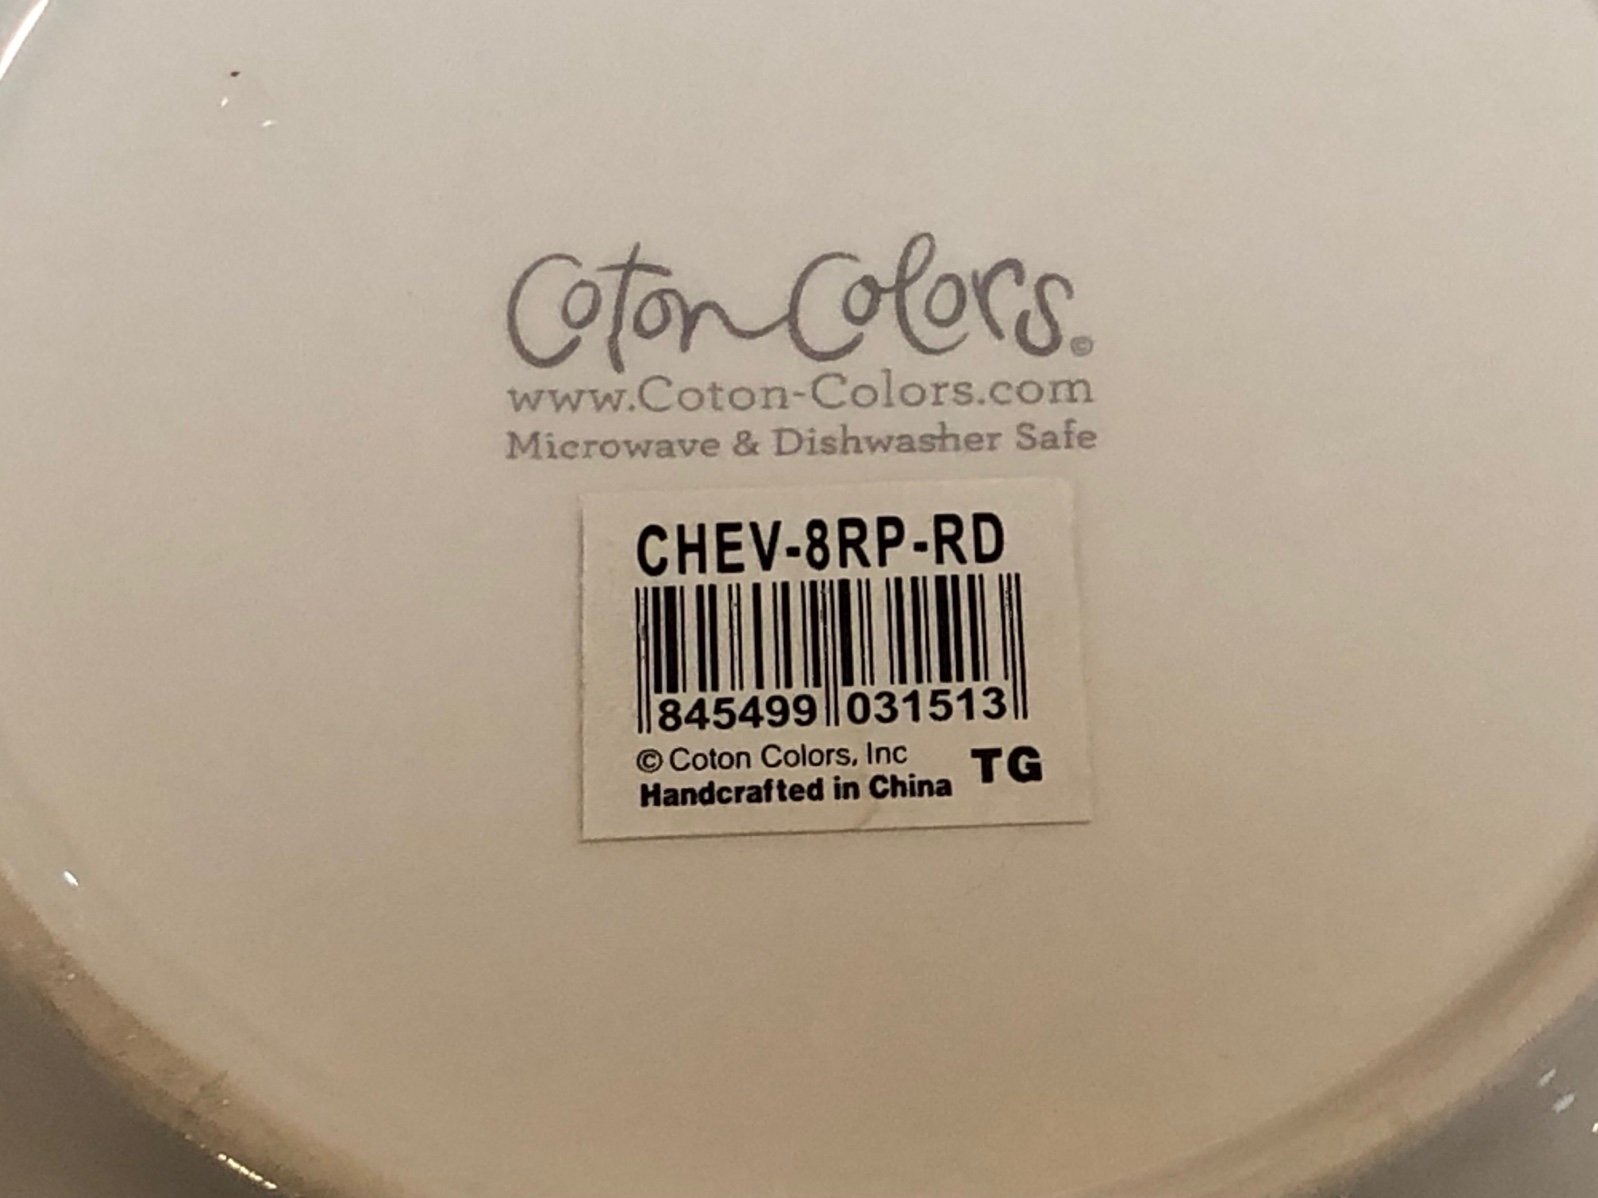 Coton Colors.©
www.Coton-Colors.com
Microwave & Dishwasher Safe
CHEV-8RP-RD
845499 031513
© Coton Colors, Inc TG
Handcrafted in China